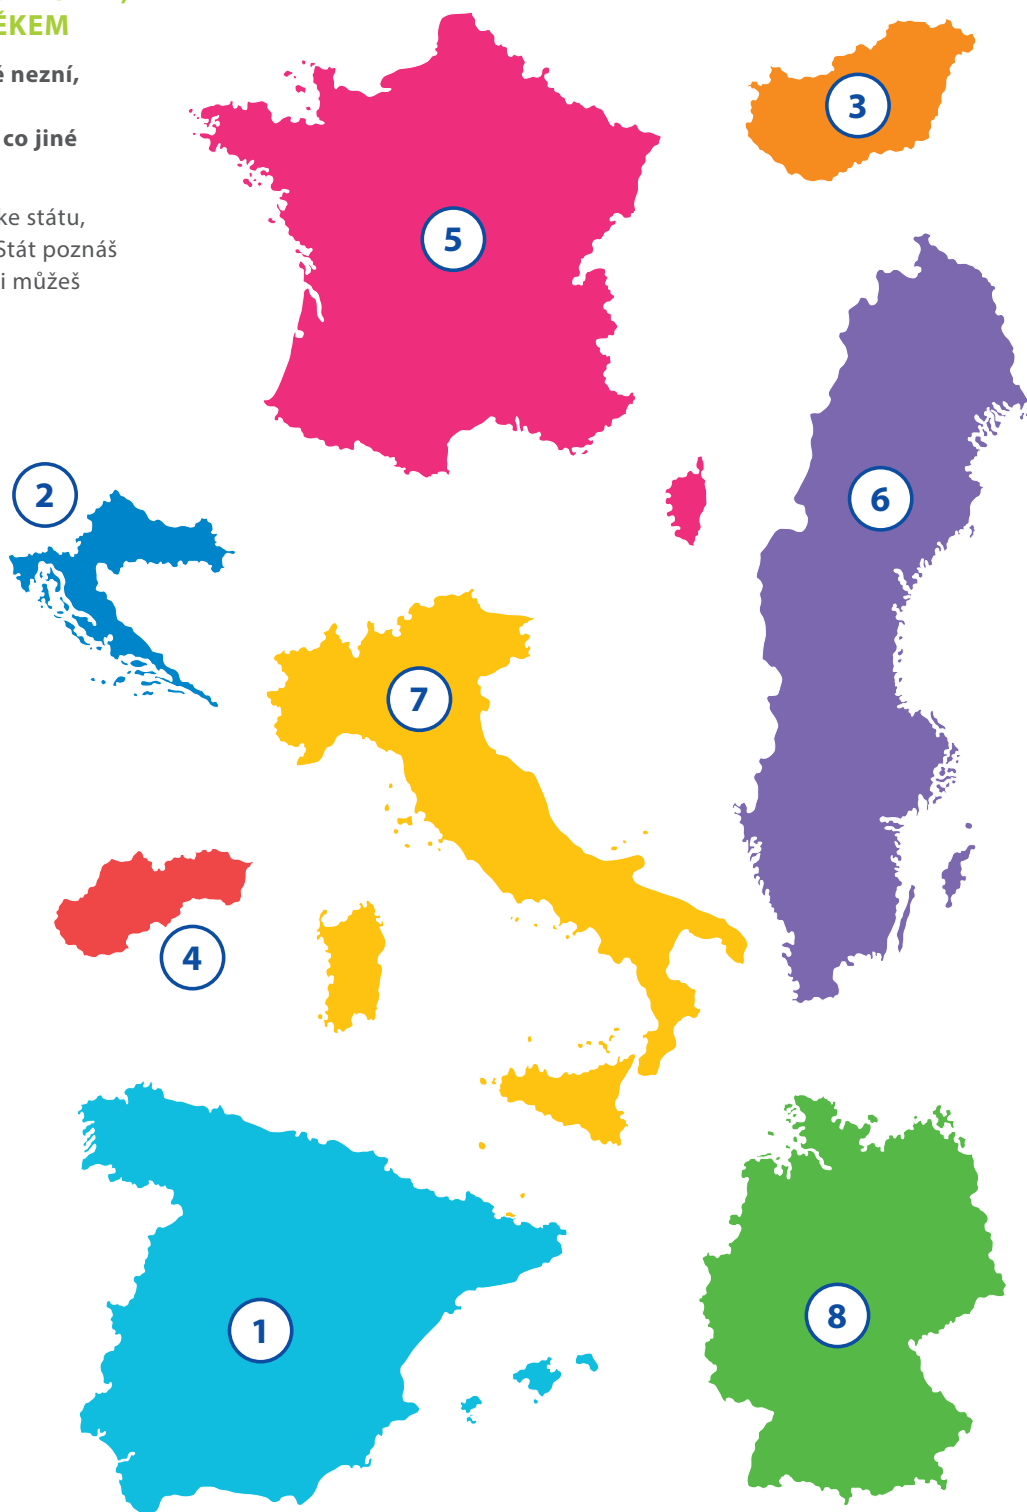 ĚKEM
é nezní,
co jiné
ke státu,
Stát poznáš
i můžeš
3
5
6
2
7
4
1
8